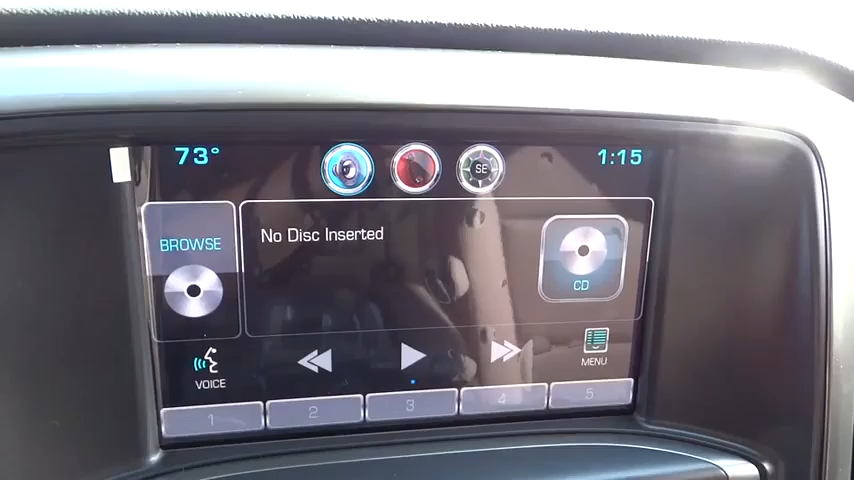 73°
SE
1:15
BROWSE
No Disc Inserted
CD
VOICE
MENU
1
2
3
4
5